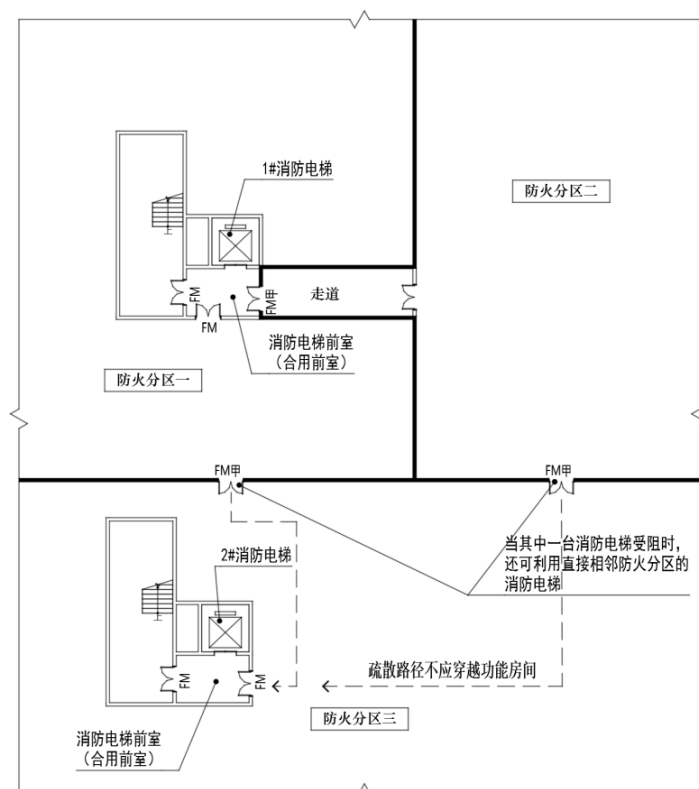 1#消防电梯
防火分区二
FM
FM甲
走道
FM
消防电梯前室
（合用前室）
防火分区一
FM甲
FM甲
当其中一台消防电梯受阻时，
还可利用直接相邻防火分区的
消防电梯
2#消防电梯
上
上
FM
FM
疏散路径不应穿越功能房间
防火分区三
消防电梯前室
（合用前室）